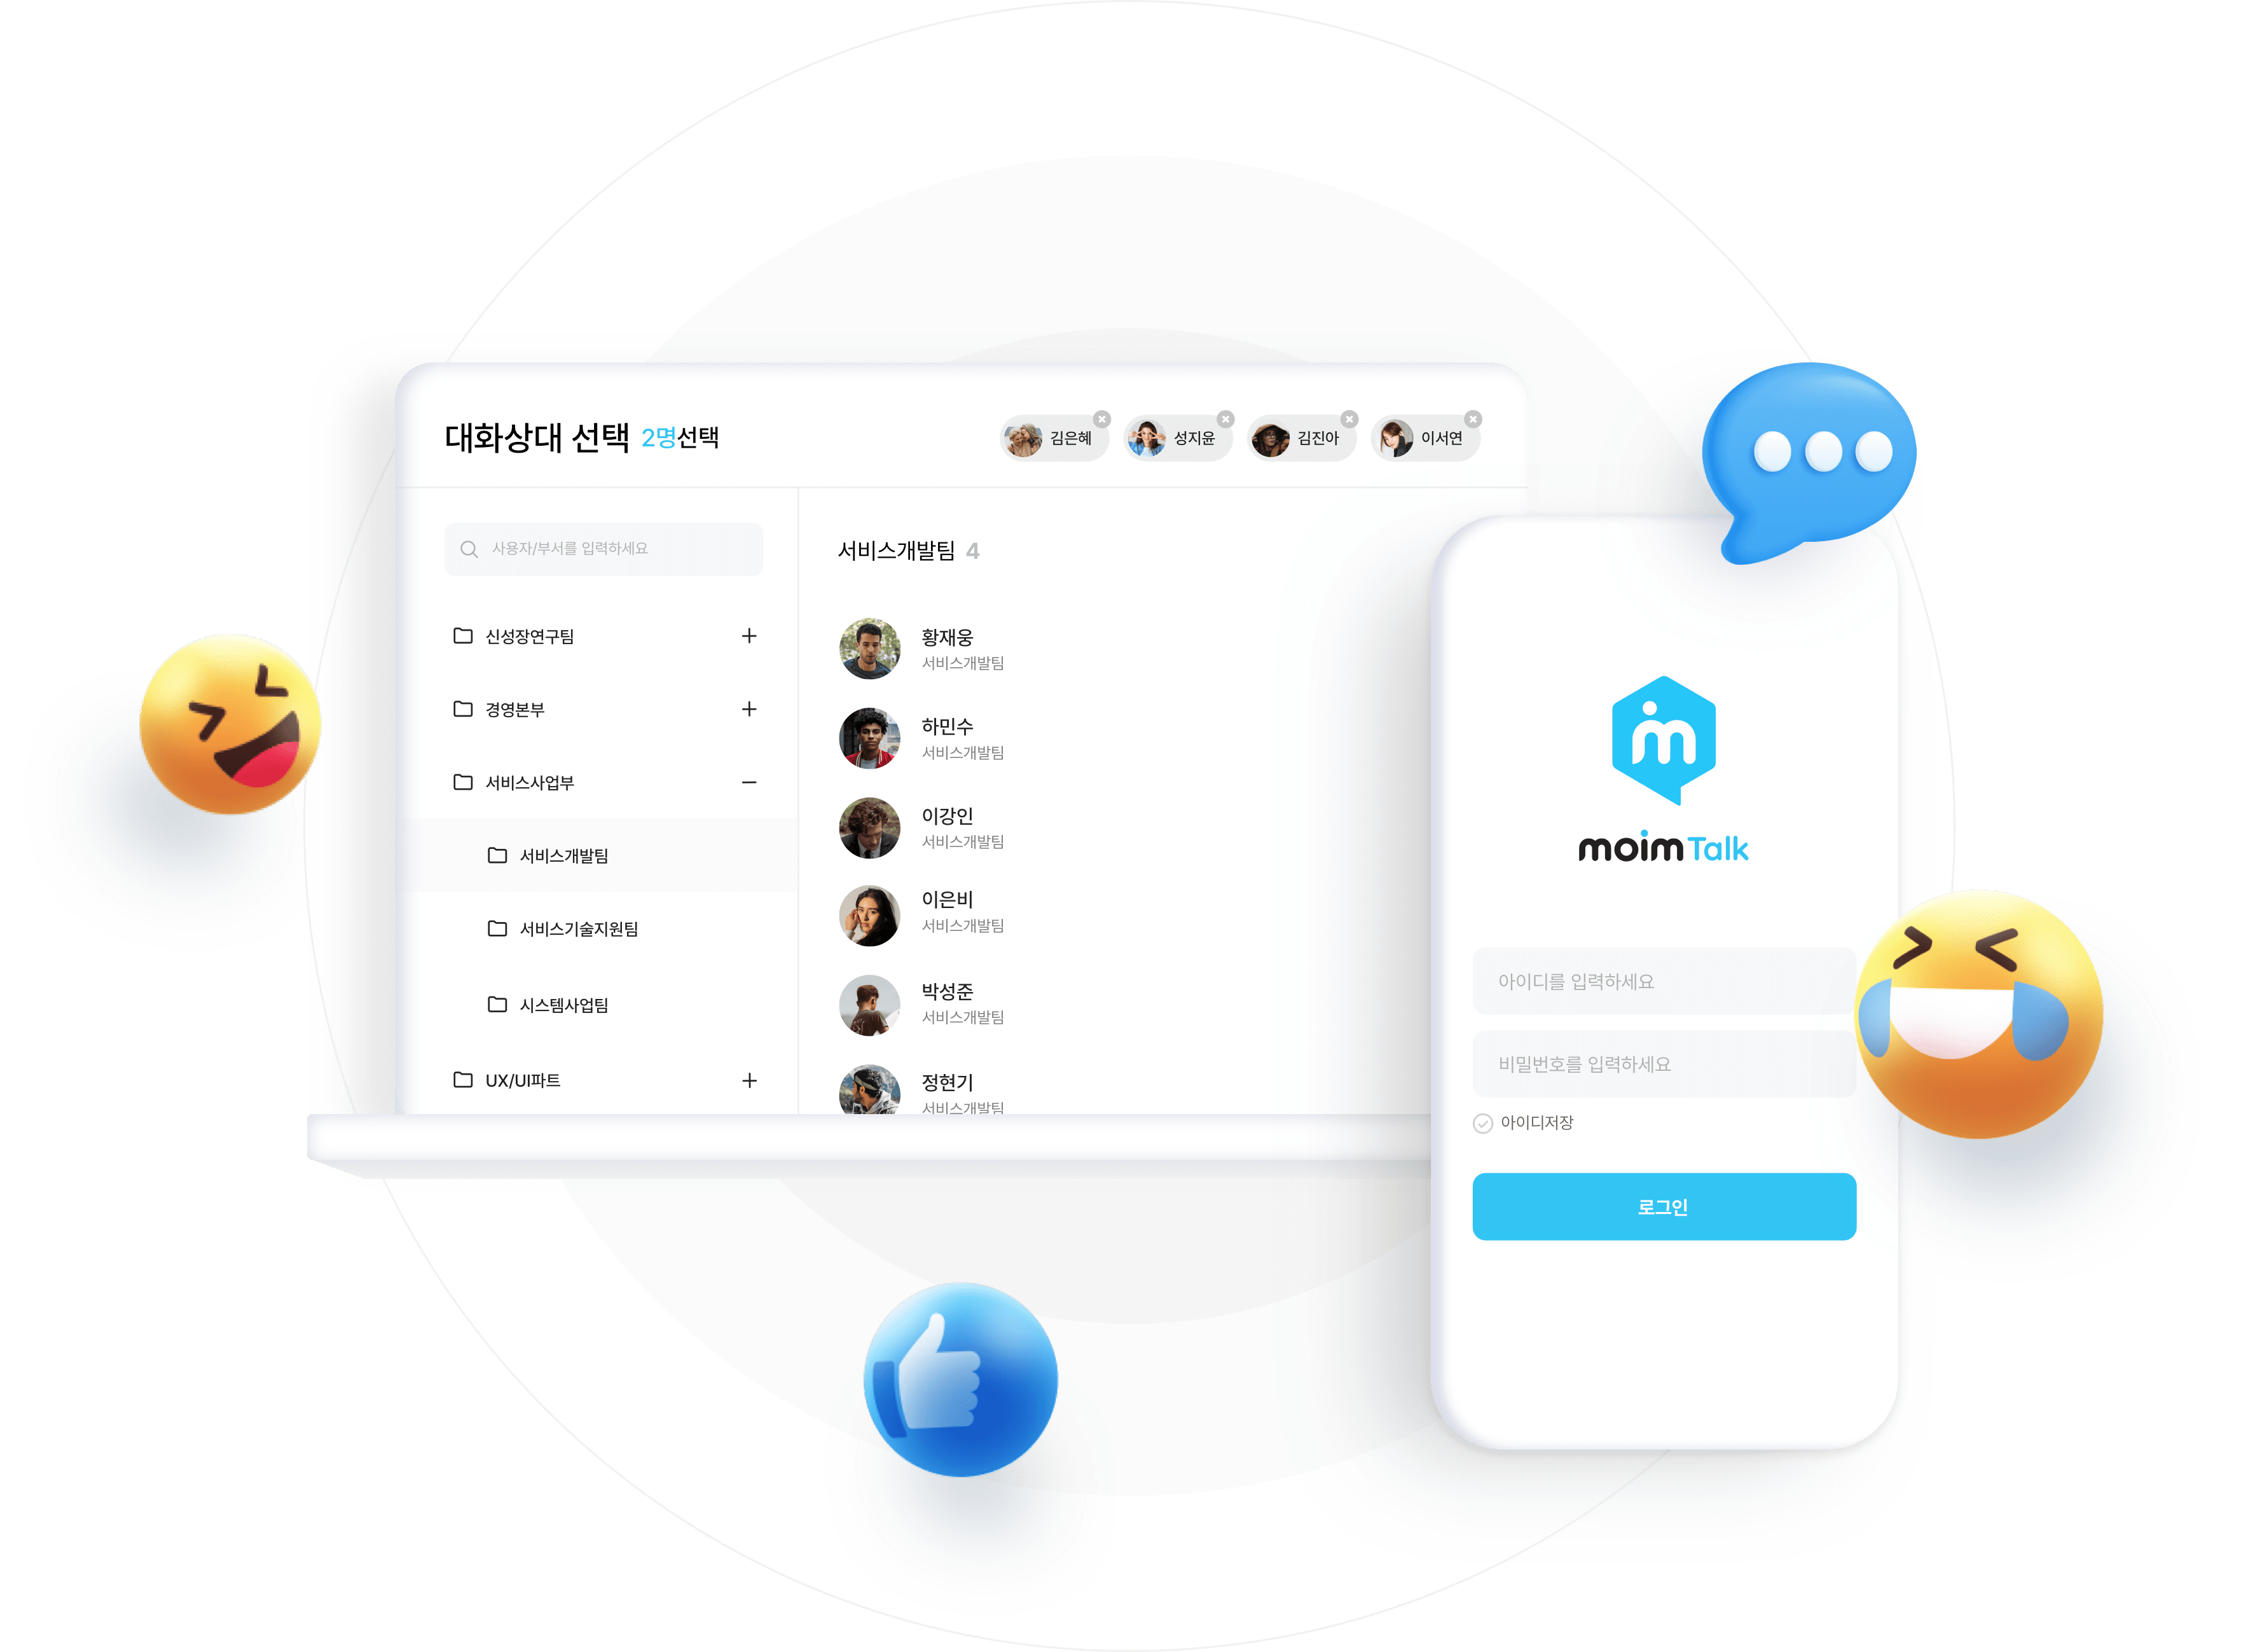 대화상대 선택 2명선택
김은혜 성지윤 김진아 이서연
사용자/부서를 입력하세요
신성장연구팀
경영본부
서비스사업부
서비스개발팀
서비스기술지원팀
시스템사업팀
UX/UI파트
서비스개발팀 4
황재웅
서비스개발팀
하민수
서비스개발팀
이강인
서비스개발팀
이은비
서비스개발팀
박성준
서비스개발팀
정현기
서비스개발팀
im
moim Talk
아이디를 입력하세요
비밀번호를 입력하세요
아이디저장
로그인